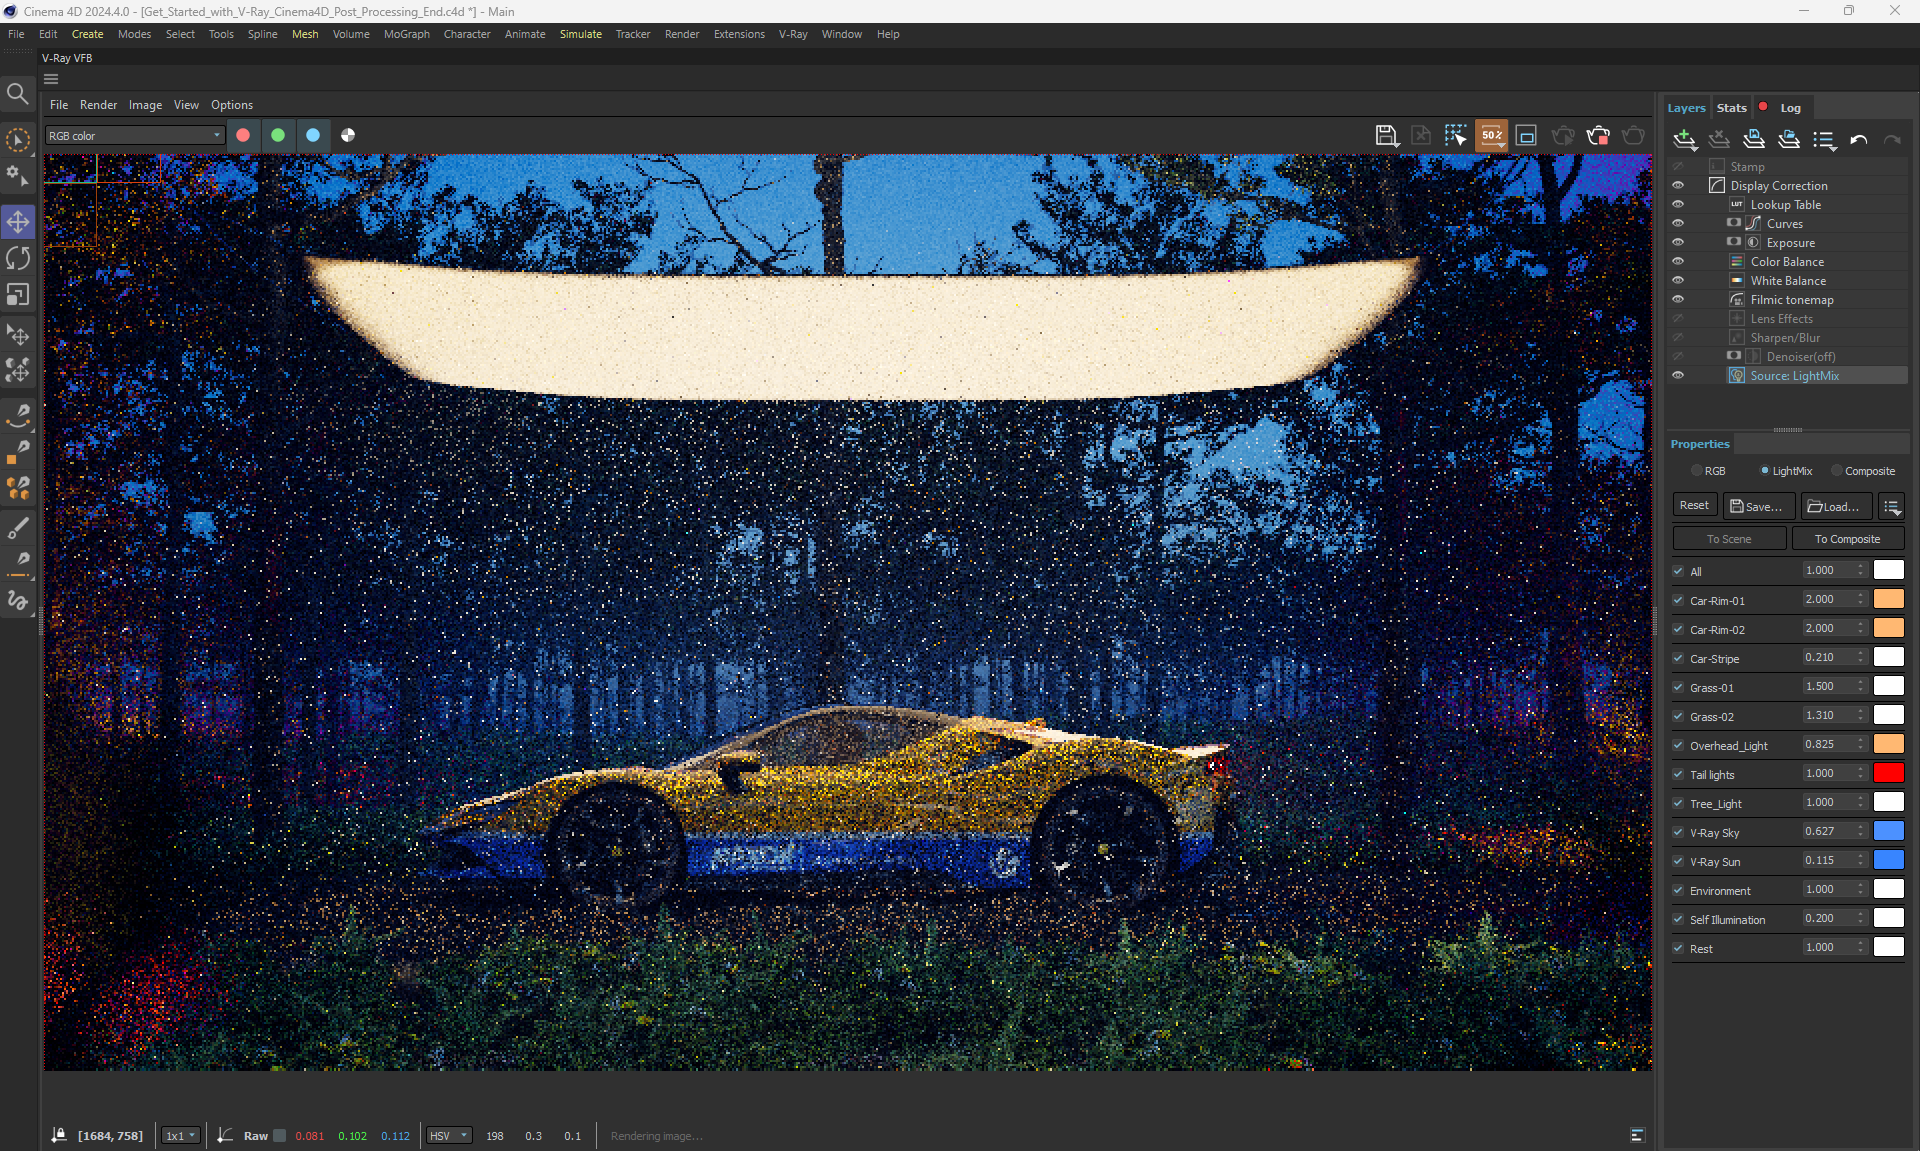 Cinema 4D 2024.4.0 - [Get_Started_with_V-Ray_Cinema4D_Post_Processing_End.c4d *] - Main
File Edit Create Modes Select Tools Spline Mesh Volume MoGraph Character Animate Simulate Tracker Render Extensions V-Ray Window Help
V-Ray VFB
File Render Image View Options
RGB color
50%
Layers Stats Log
Stamp
Display Correction
LUT Lookup Table
Curves
Exposure
Color Balance
White Balance
Filmic tonemap
Lens Effects
Sharpen/Blur
Denoiser(off)
Source: LightMix
Properties
RGB LightMix Composite
Reset Save... Load...
To Scene To Composite
All 1.000
Car-Rim-01 2.000
Car-Rim-02 2.000
Car-Stripe 0.210
Grass-01 1.500
Grass-02 1.310
Overhead_Light 0.825
Tail lights 1.000
Tree_Light 1.000
V-Ray Sky 0.627
V-Ray Sun 0.115
Environment 1.000
Self Illumination 0.200
Rest 1.000
[1684, 758] 1x1 Raw 0.081 0.102 0.112 HSV 198 0.3 0.1 Rendering image...